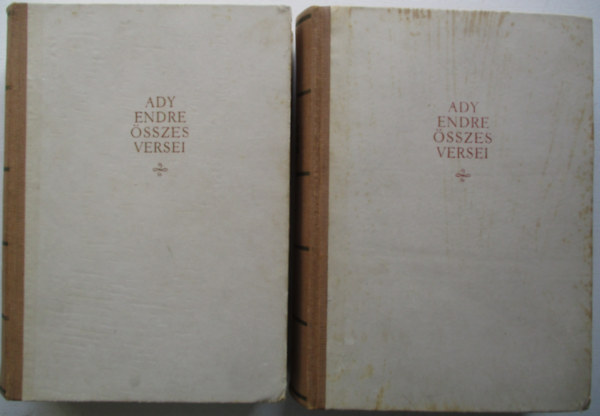 ADY
ENDRE
ÖSSZES
VERSEI
ADY
ENDRE
ÖSSZES
VERSEI